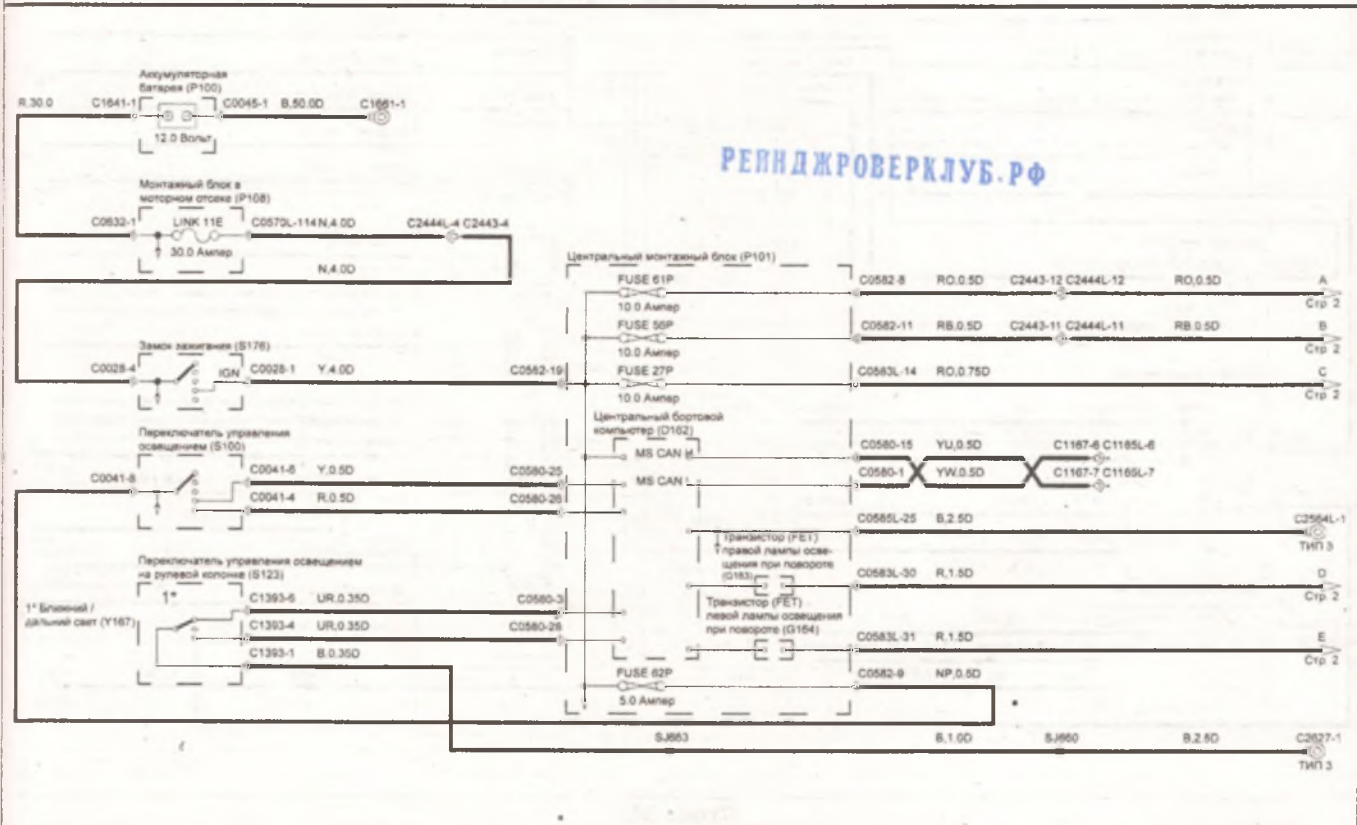 Аккумуляторная
батарея (P100)
R,30.0 C1641-1 C0045-1 B,50.0D C1661-1
12.0 Вольт
РЕЙНДЖРОВЕРКЛУБ.РФ
Монтажный блок в
моторном отсеке (P108)
C0632-1 LINK 11E C0570L-114 N,4.0D C2444L-4 C2443-4
30.0 Ампер
N,4.0D
Центральный монтажный блок (P101)
FUSE 61P C0582-8 RO,0.5D C2443-12 C2444L-12 RO,0.5D A
10.0 Ампер Стр. 2
FUSE 56P C0582-11 RB,0.5D C2443-11 C2444L-11 RB,0.5D B
10.0 Ампер Стр. 2
Замок зажигания (S176)
C0028-4 IGN C0028-1 Y,4.0D C0582-19 FUSE 27P C0583L-14 RO,0.75D C
10.0 Ампер Стр. 2
Центральный бортовой
компьютер (D162)
Переключатель управления
освещением (S100)
MS CAN H C0580-15 YU,0.5D C1167-6 C1165L-6
C0041-8 C0041-6 Y,0.5D C0580-25 MS CAN L C0580-1 YW,0.5D C1167-7 C1165L-7
C0041-4 R,0.5D C0580-26
C0585L-25 B,2.5D C2564L-1
ТИП 3
Транзистор (FET)
правой лампы осве-
щения при повороте
(G183)
C0583L-30 R,1.5D D
Стр. 2
Переключатель управления освещением
на рулевой колонке (S123)
1* C1393-6 UR,0.35D C0580-3
1* Ближний /
дальний свет (Y167)
C1393-4 UR,0.35D C0580-28
C1393-1 B,0.35D
Транзистор (FET)
левой лампы освещения
при повороте (G184)
C0583L-31 R,1.5D E
Стр. 2
FUSE 62P C0582-9 NP,0.5D
5.0 Ампер
SJ663 B,1.0D SJ660 B,2.5D C2627-1
ТИП 3